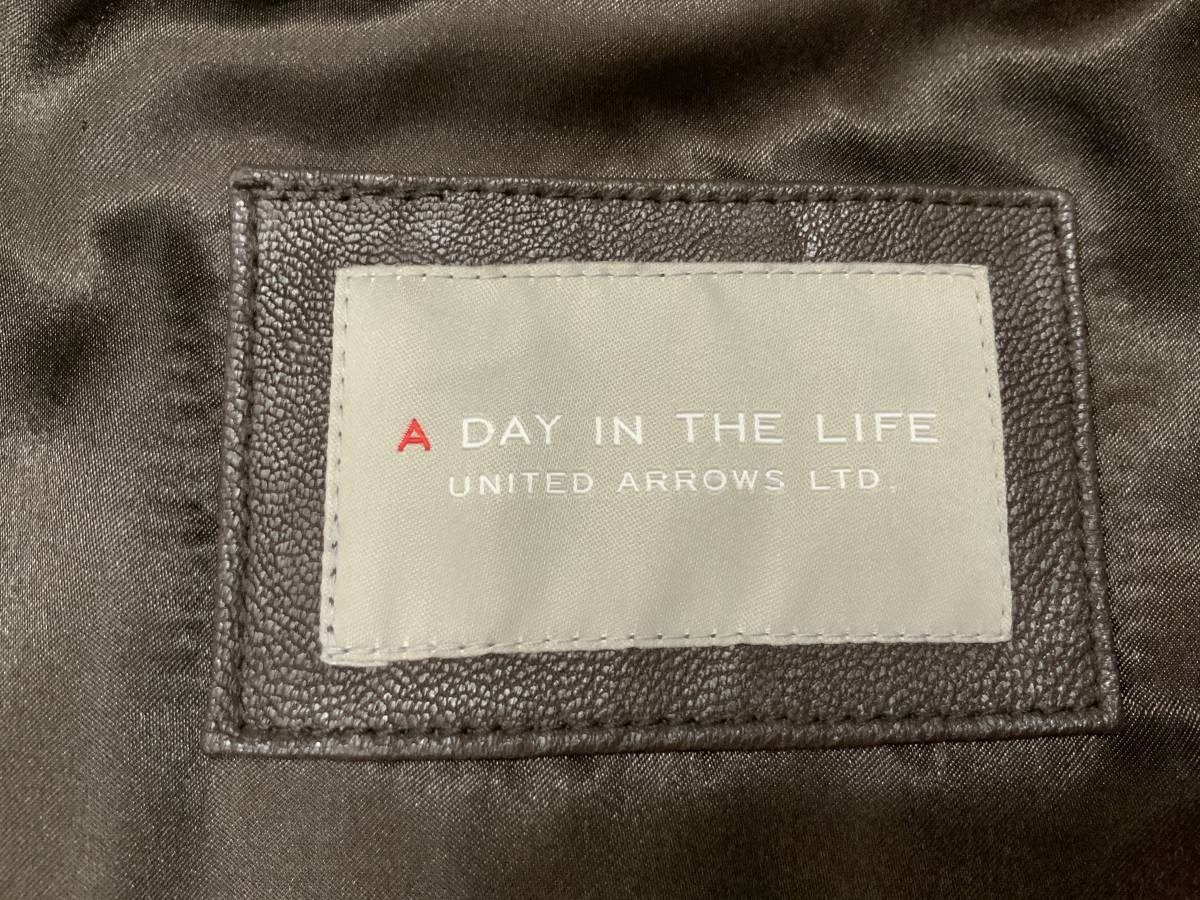 A DAY IN THE LIFE
UNITED ARROWS LTD.